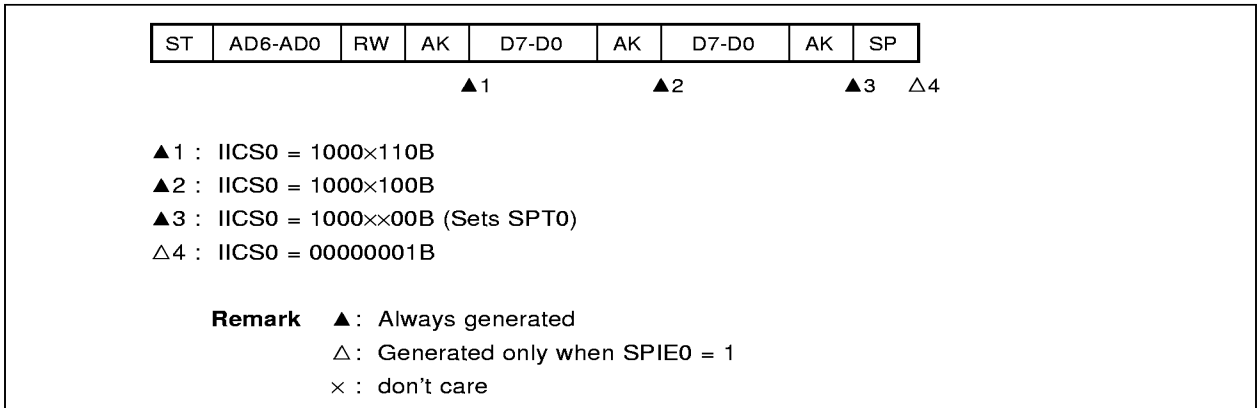 ST AD6-AD0 RW AK D7-D0 AK D7-D0 AK SP
▲1 ▲2 ▲3 △4
▲1 : IICS0 = 1000×110B
▲2 : IICS0 = 1000×100B
▲3 : IICS0 = 1000××00B (Sets SPT0)
△4 : IICS0 = 00000001B
Remark ▲: Always generated
△: Generated only when SPIE0 = 1
× : don't care